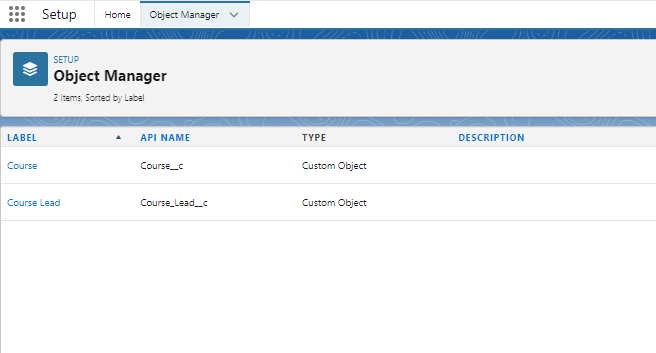 Setup Home Object Manager
SETUP
Object Manager
2 Items, Sorted by Label
LABEL API NAME TYPE DESCRIPTION
Course Course__c Custom Object
Course Lead Course_Lead__c Custom Object